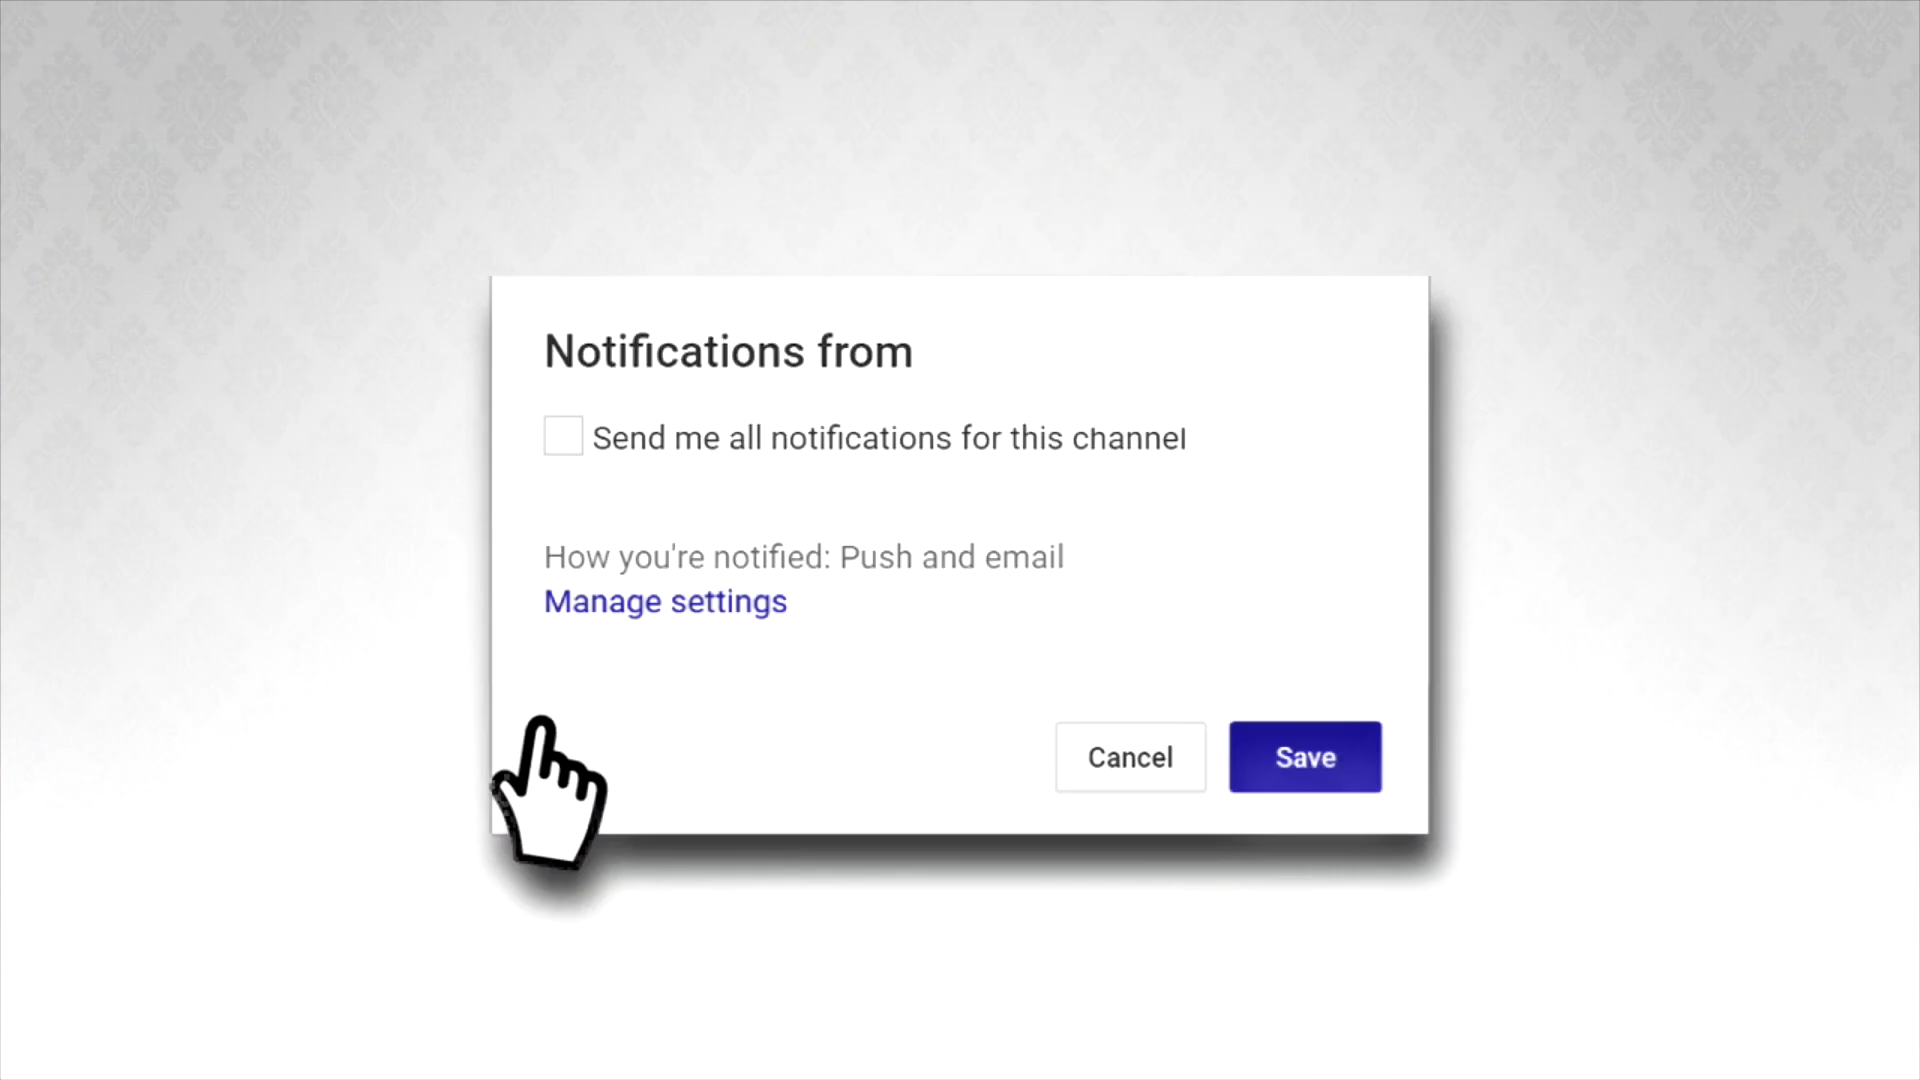 Notifications from
Send me all notifications for this channel
How you're notified: Push and email
Manage settings
Cancel
Save